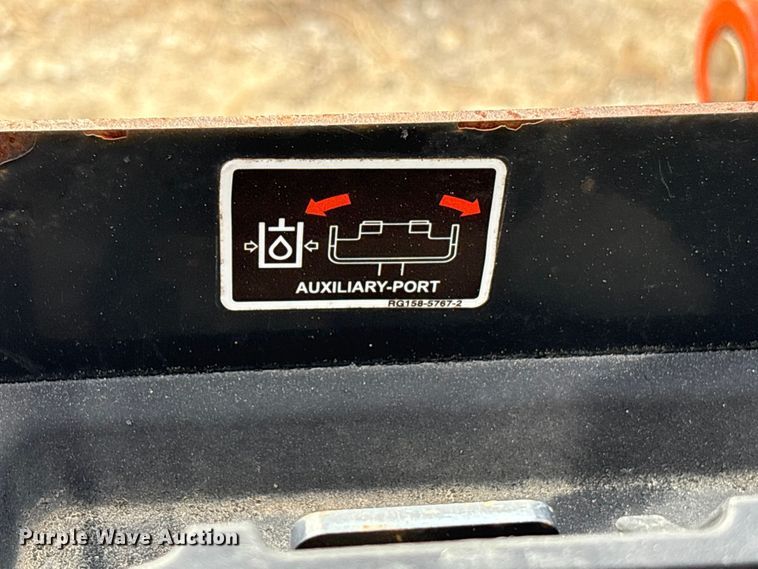 AUXILIARY-PORT
RG158-5767-2
Purple Wave Auction